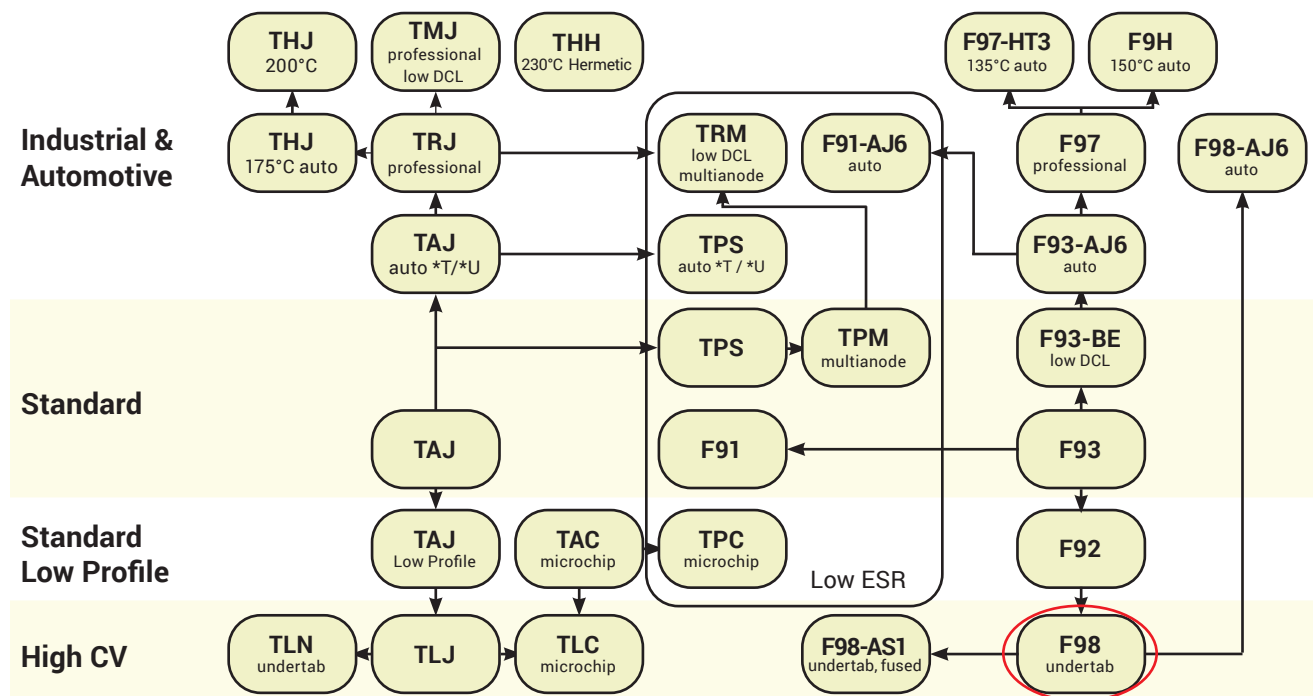 THJ
200°C
TMJ
professional
low DCL
THH
230°C Hermetic
F97-HT3
135°C auto
F9H
150°C auto
Industrial &
Automotive
THJ
175°C auto
TRJ
professional
TRM
low DCL
multianode
F91-AJ6
auto
F97
professional
F98-AJ6
auto
TAJ
auto *T/*U
TPS
auto *T / *U
F93-AJ6
auto
Standard
TPS
TPM
multianode
F93-BE
low DCL
TAJ
F91
F93
Standard
Low Profile
TAJ
Low Profile
TAC
microchip
TPC
microchip
F92
Low ESR
High CV
TLN
undertab
TLJ
TLC
microchip
F98-AS1
undertab, fused
F98
undertab